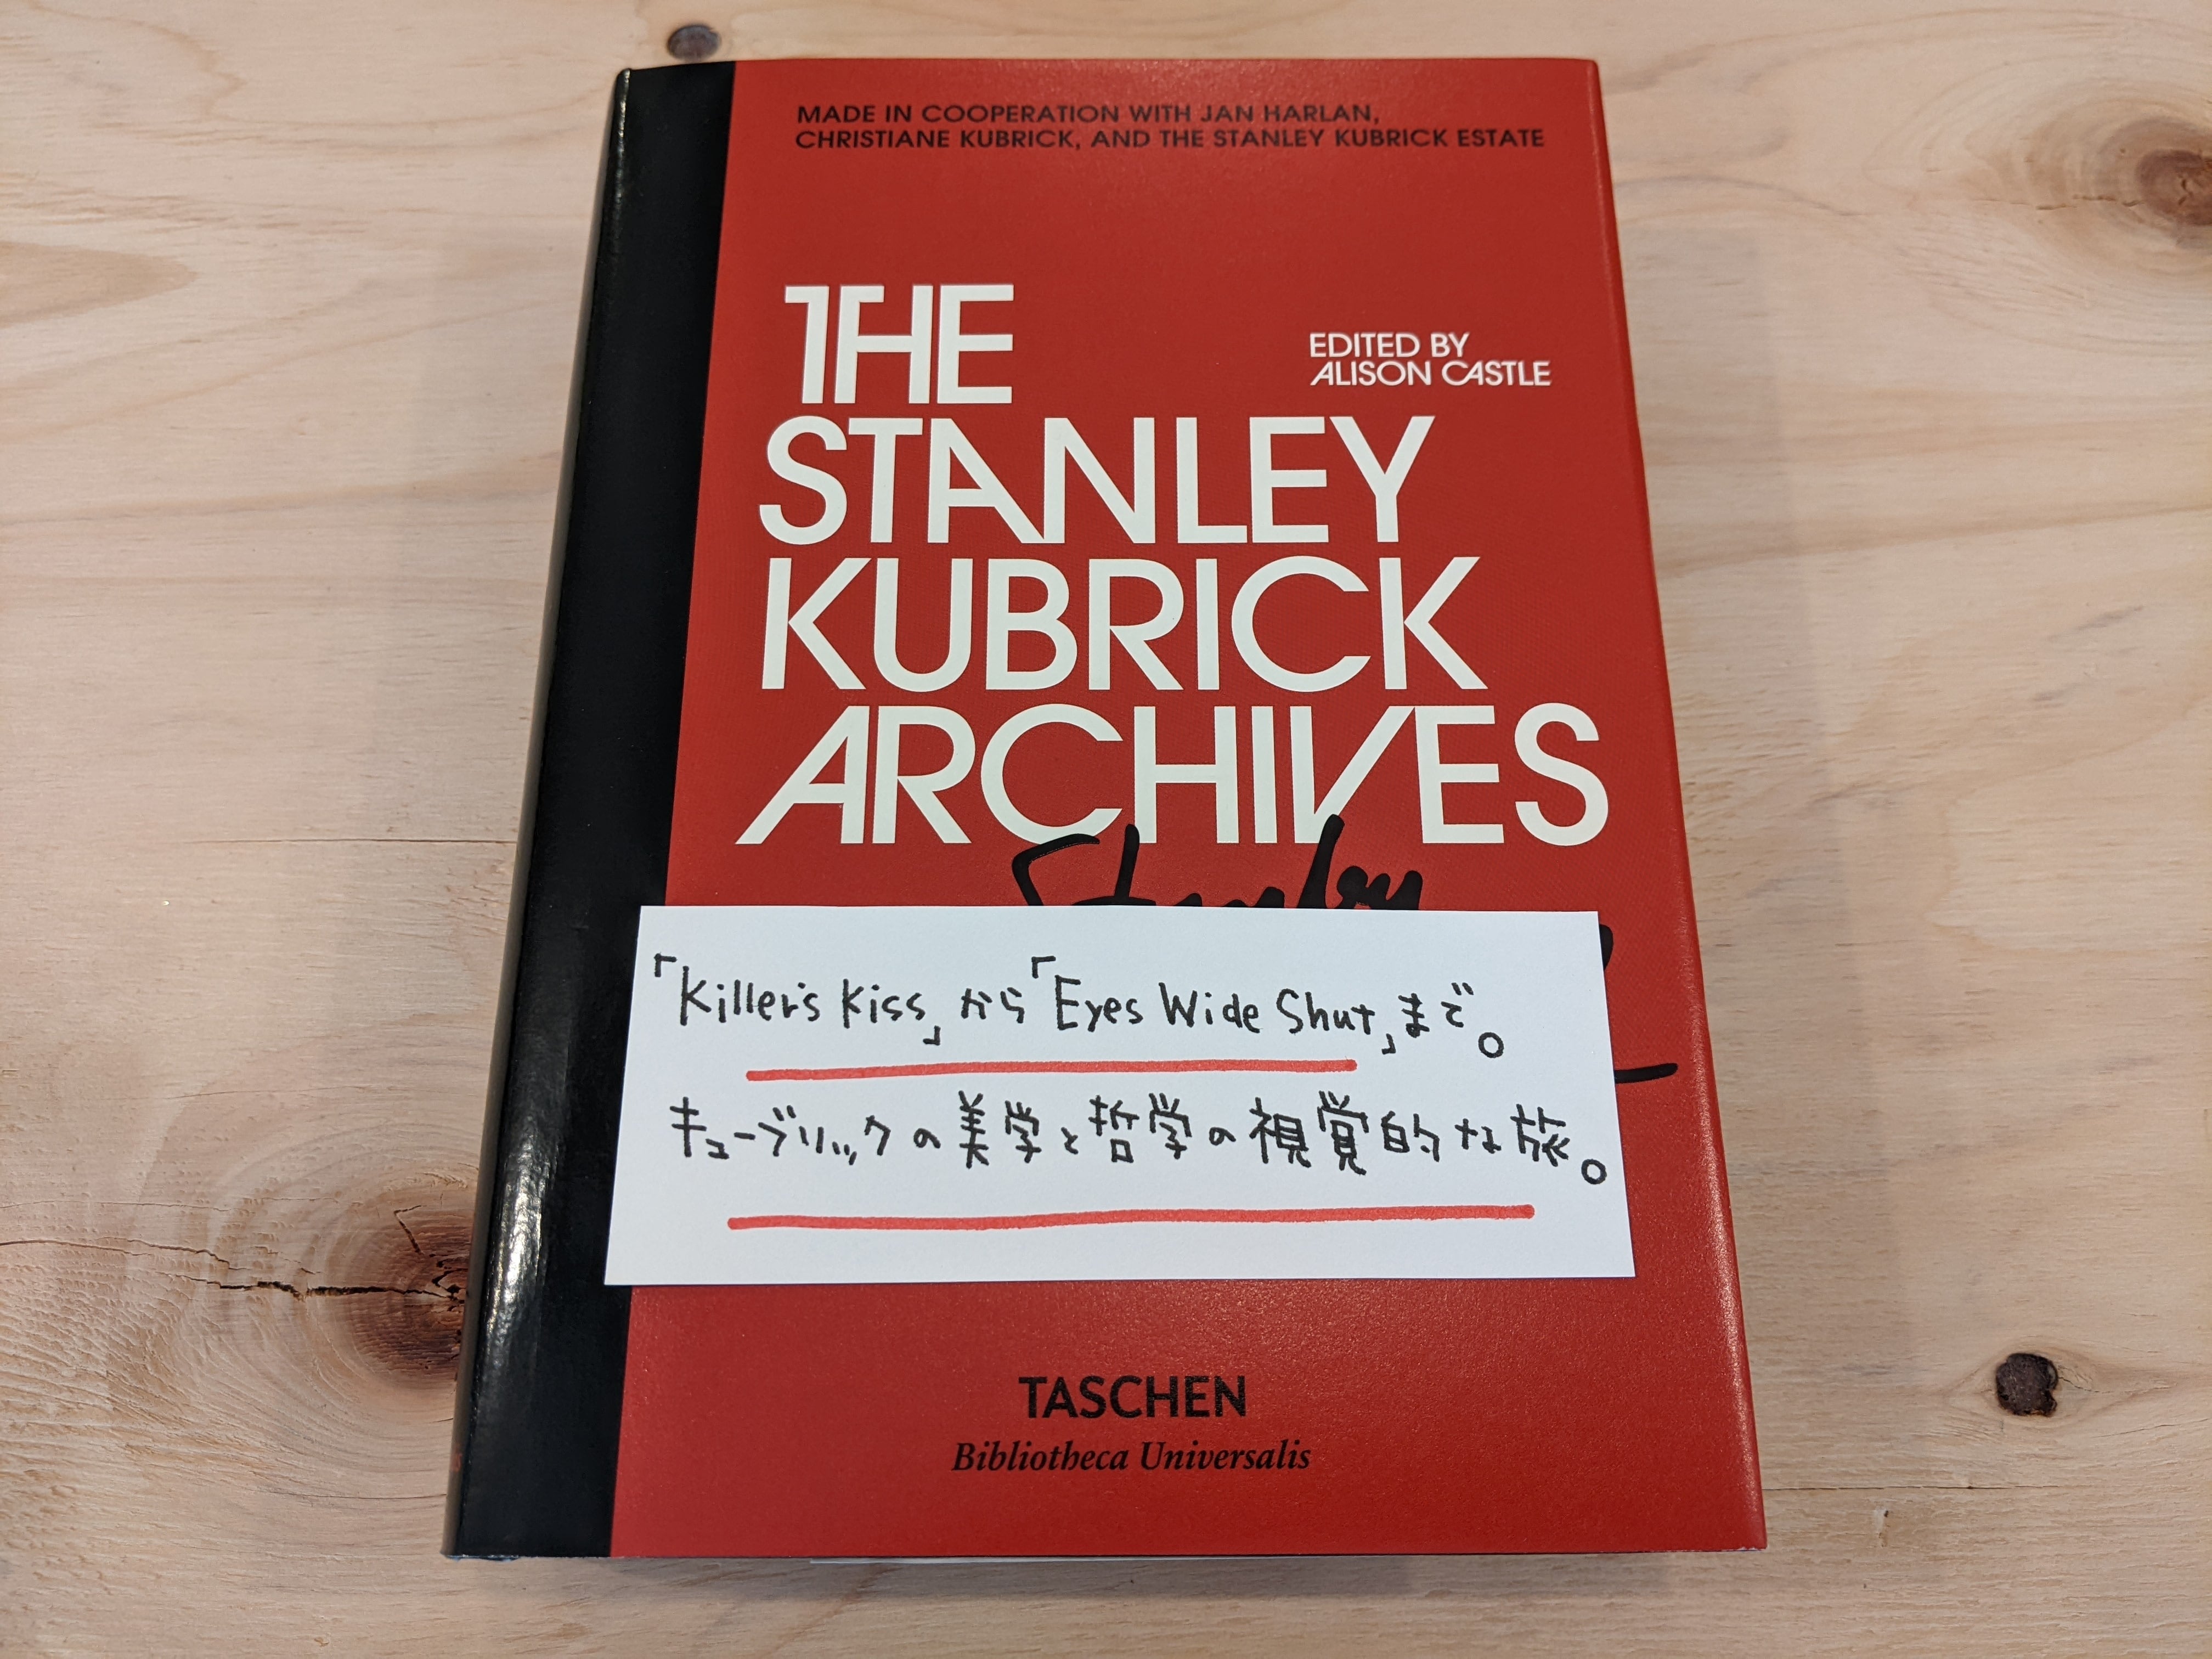 MADE IN COOPERATION WITH JAN HARLAN,
CHRISTIANE KUBRICK, AND THE STANLEY KUBRICK ESTATE
THE
EDITED BY
ALISON CASTLE
STANLEY
KUBRICK
ARCHIVES
Stanley
「Killer's Kiss」から「Eyes Wide Shut」まで。
キューブリックの美学と哲学の視覚的な旅。
TASCHEN
Bibliotheca Universalis